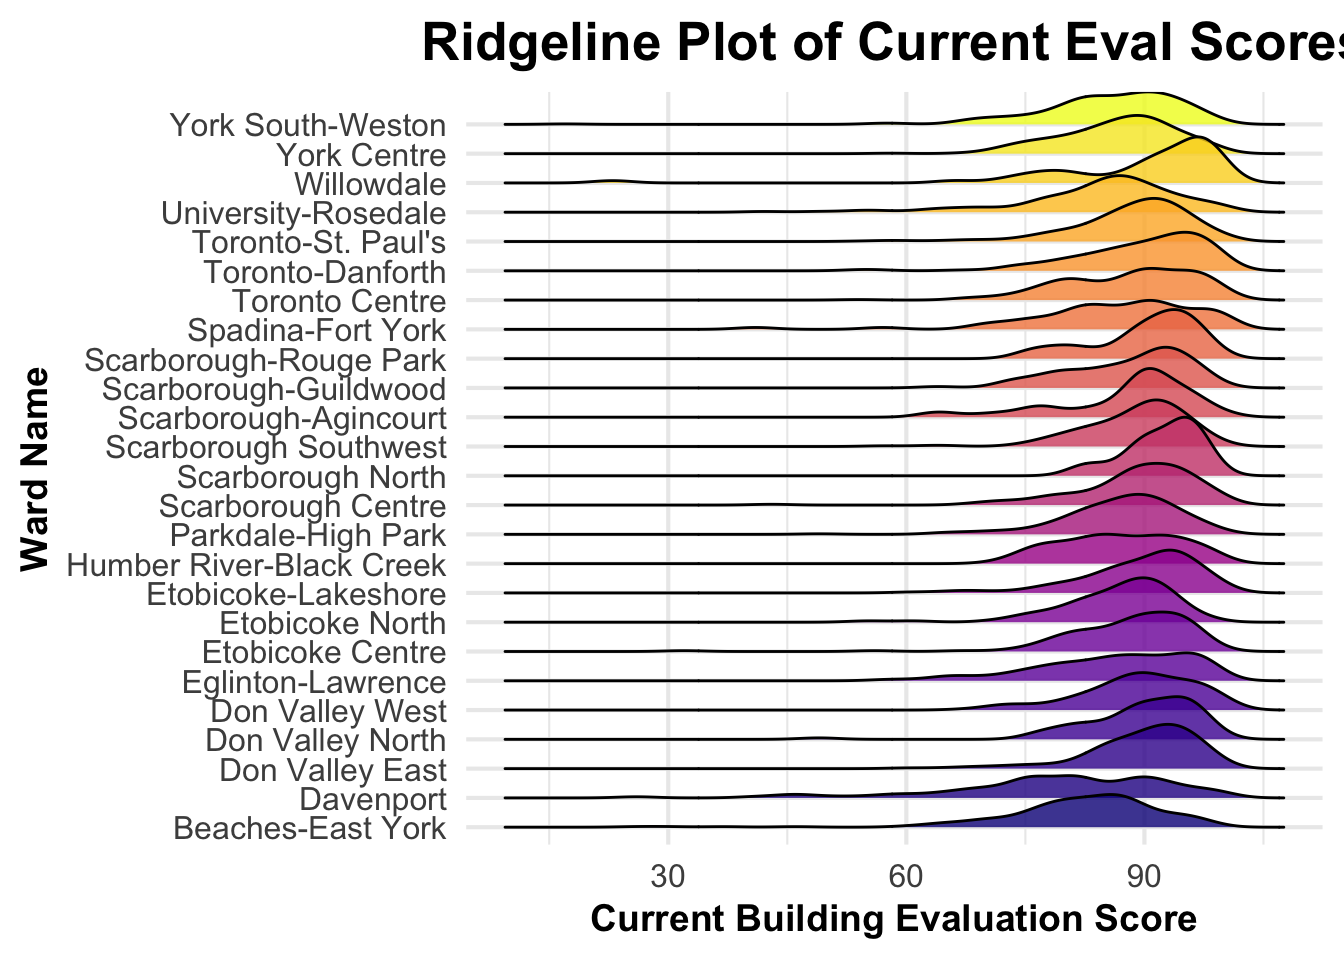 Ridgeline Plot of Current Eval Scores
York South-Weston
York Centre
Willowdale
University-Rosedale
Toronto-St. Paul's
Toronto-Danforth
Toronto Centre
Spadina-Fort York
Scarborough-Rouge Park
Scarborough-Guildwood
Scarborough-Agincourt
Scarborough Southwest
Scarborough North
Scarborough Centre
Parkdale-High Park
Humber River-Black Creek
Etobicoke-Lakeshore
Etobicoke North
Etobicoke Centre
Eglinton-Lawrence
Don Valley West
Don Valley North
Don Valley East
Davenport
Beaches-East York
Ward Name
30 60 90
Current Building Evaluation Score